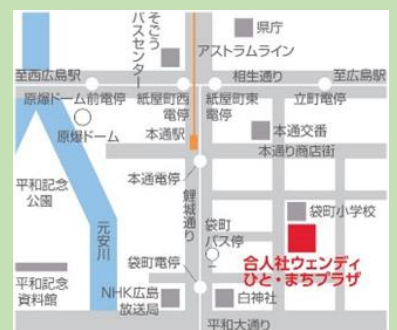 そごう
バスセンター
県庁
アストラムライン
至西広島駅
相生通り
至広島駅
原爆ドーム前電停
紙屋町西
電停
紙屋町東
電停
立町電停
原爆ドーム
本通駅
本通交番
本通り商店街
平和記念
公園
本通電停
鯉城通り
元安川
袋町
バス停
袋町小学校
合人社ウェンディ
ひと・まちプラザ
袋町電停
平和記念
資料館
NHK広島
放送局
白神社
平和大通り